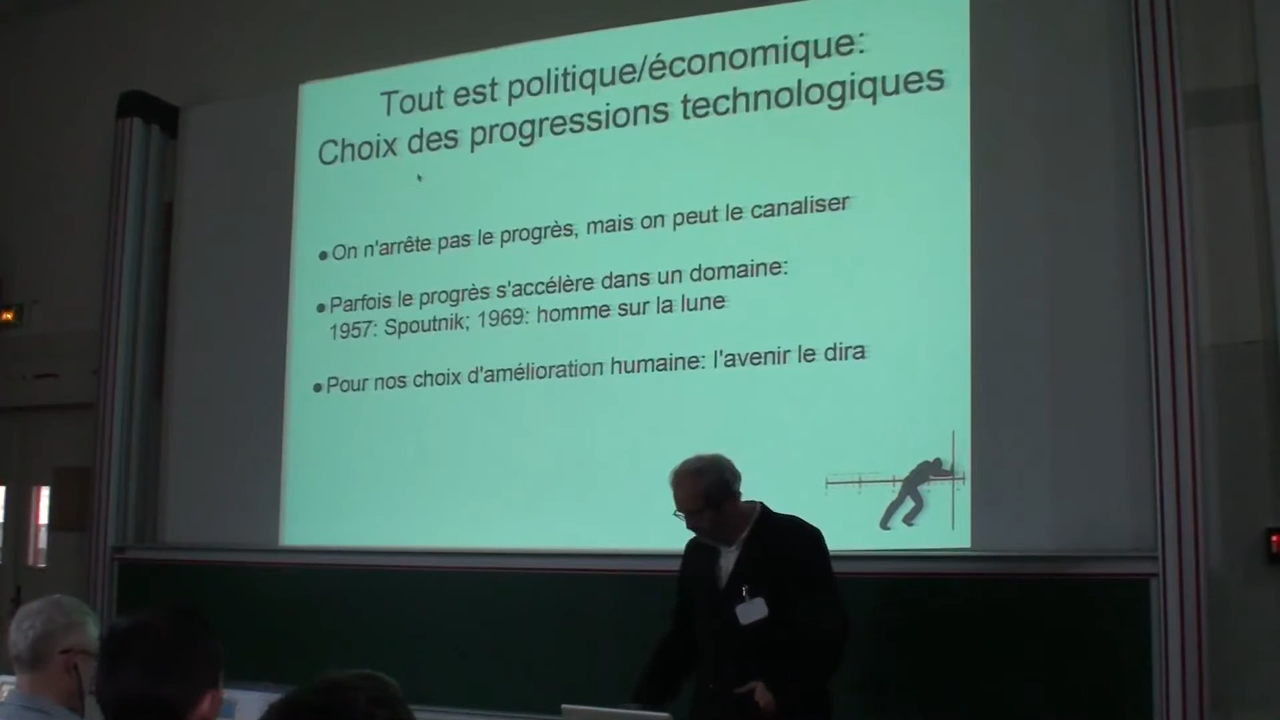 Tout est politique/économique:
Choix des progressions technologiques
● On n'arrête pas le progrès, mais on peut le canaliser
● Parfois le progrès s'accélère dans un domaine:
1957: Spoutnik; 1969: homme sur la lune
● Pour nos choix d'amélioration humaine: l'avenir le dira